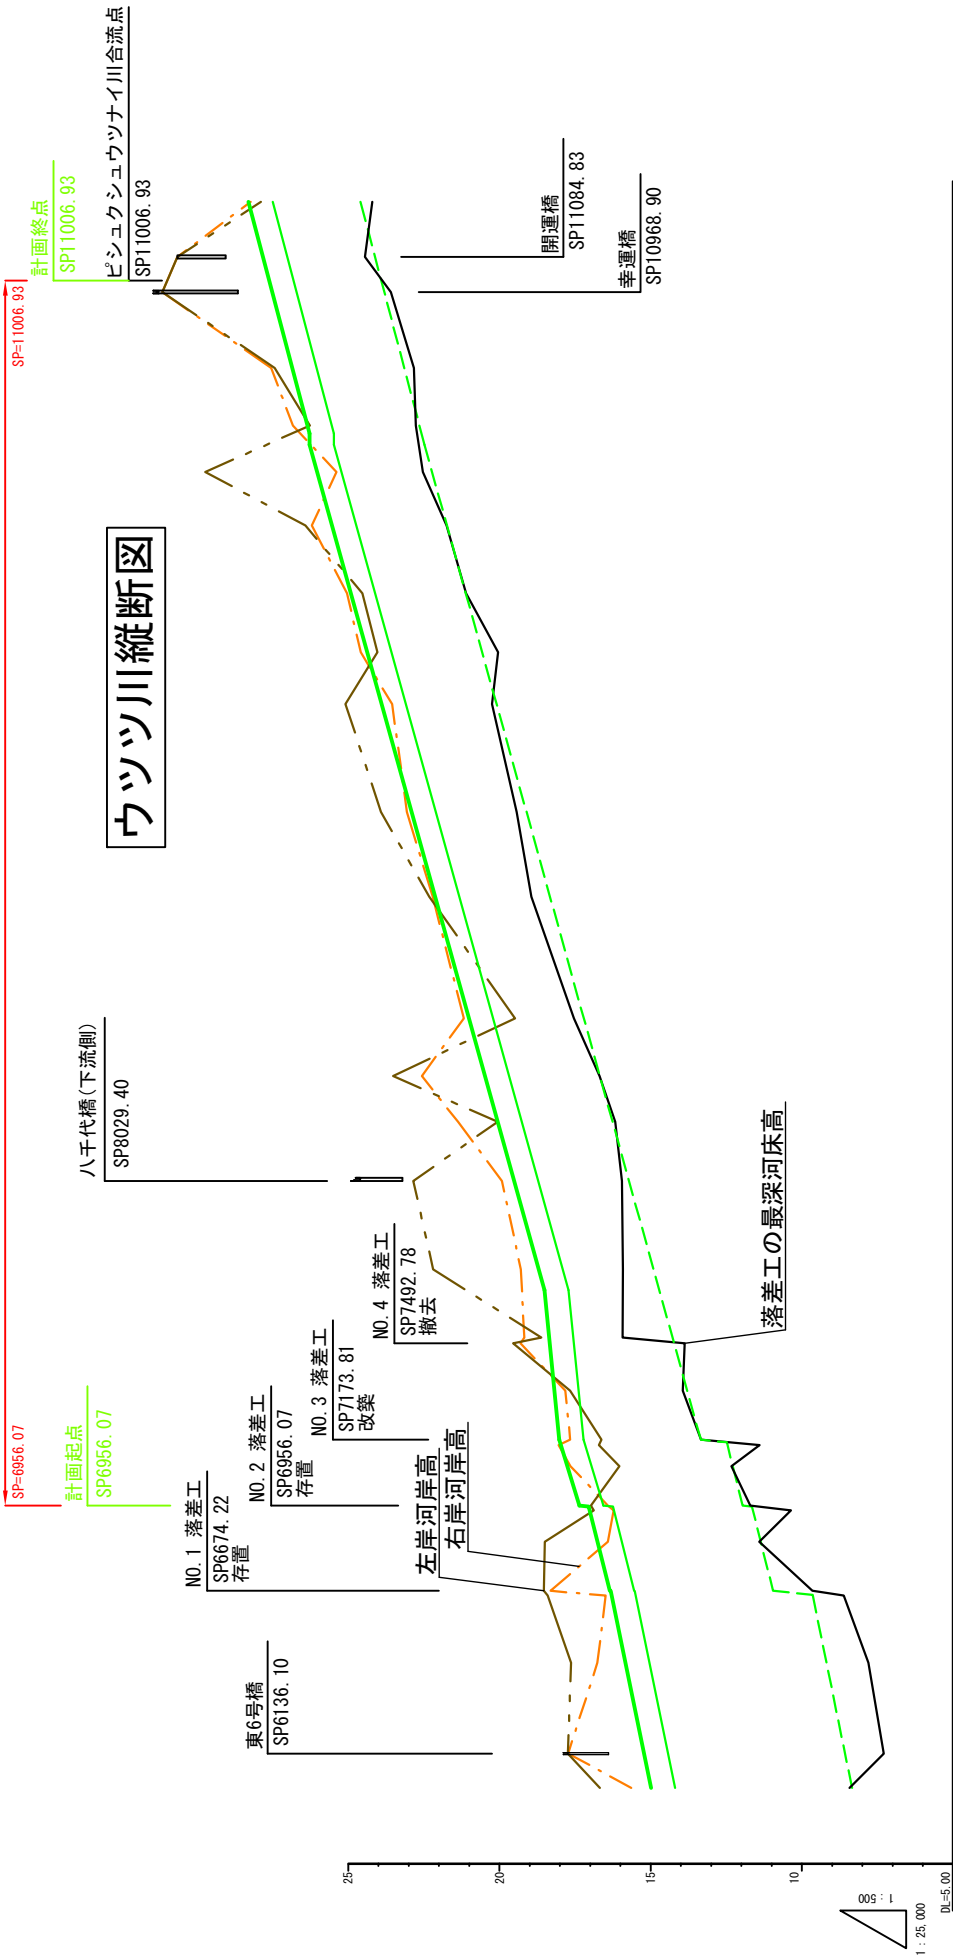 ウツツ川縦断図
SP=6956.07
SP=11006.93
計画起点
SP6956.07
計画終点
SP11006.93
ピシュクシュウツナイ川合流点
SP11006.93
東6号橋
SP6136.10
NO.1 落差工
SP6674.22
存置
NO.2 落差工
SP6956.07
存置
NO.3 落差工
SP7173.81
改築
NO.4 落差工
SP7492.78
撤去
八千代橋(下流側)
SP8029.40
幸運橋
SP10968.90
開運橋
SP11084.83
左岸河岸高
右岸河岸高
落差工の最深河床高
25
20
15
10
DL=5.00
1:500
1:25,000